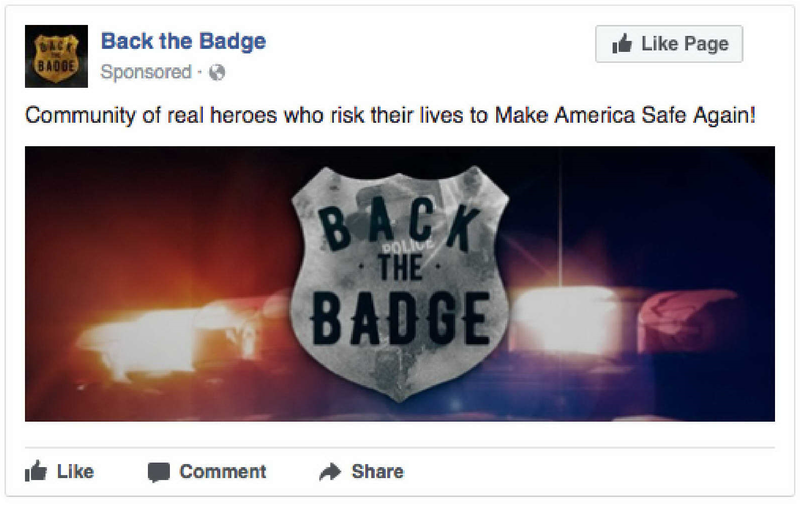 BACK
THE
BADGE
Back the Badge
Sponsored ·
Like Page
Community of real heroes who risk their lives to Make America Safe Again!
BACK
POLICE
· THE ·
BADGE
Like
Comment
Share